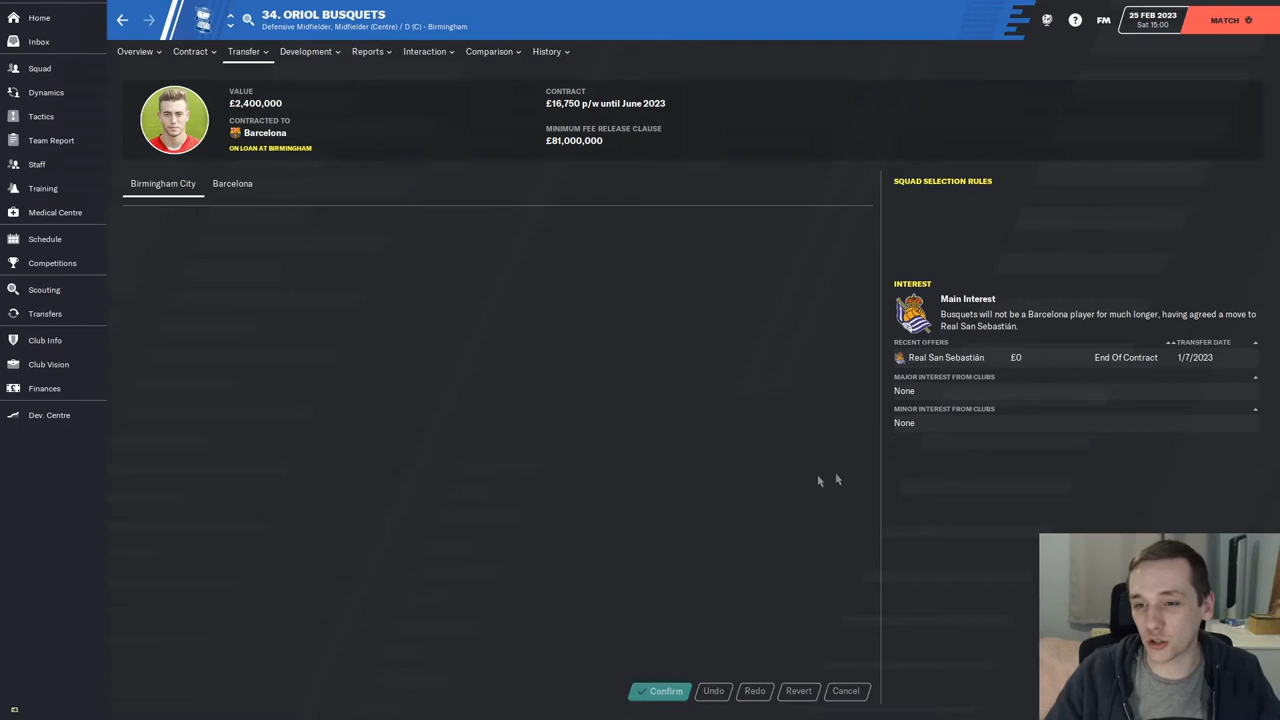 Home
Inbox
Squad
Dynamics
Tactics
Team Report
Staff
Training
Medical Centre
Schedule
Competitions
Scouting
Transfers
Club Info
Club Vision
Finances
Dev. Centre
34. ORIOL BUSQUETS
Defensive Midfielder, Midfielder (Centre) / D (C) - Birmingham
FM
25 FEB 2023
Sat 15:00
MATCH
Overview
Contract
Transfer
Development
Reports
Interaction
Comparison
History
VALUE
£2,400,000
CONTRACTED TO
Barcelona
ON LOAN AT BIRMINGHAM
CONTRACT
£16,750 p/w until June 2023
MINIMUM FEE RELEASE CLAUSE
£81,000,000
Birmingham City
Barcelona
SQUAD SELECTION RULES
INTEREST
Main Interest
Busquets will not be a Barcelona player for much longer, having agreed a move to
Real San Sebastián.
RECENT OFFERS
TRANSFER DATE
Real San Sebastián £0 End Of Contract 1/7/2023
MAJOR INTEREST FROM CLUBS
None
MINOR INTEREST FROM CLUBS
None
Confirm
Undo
Redo
Revert
Cancel